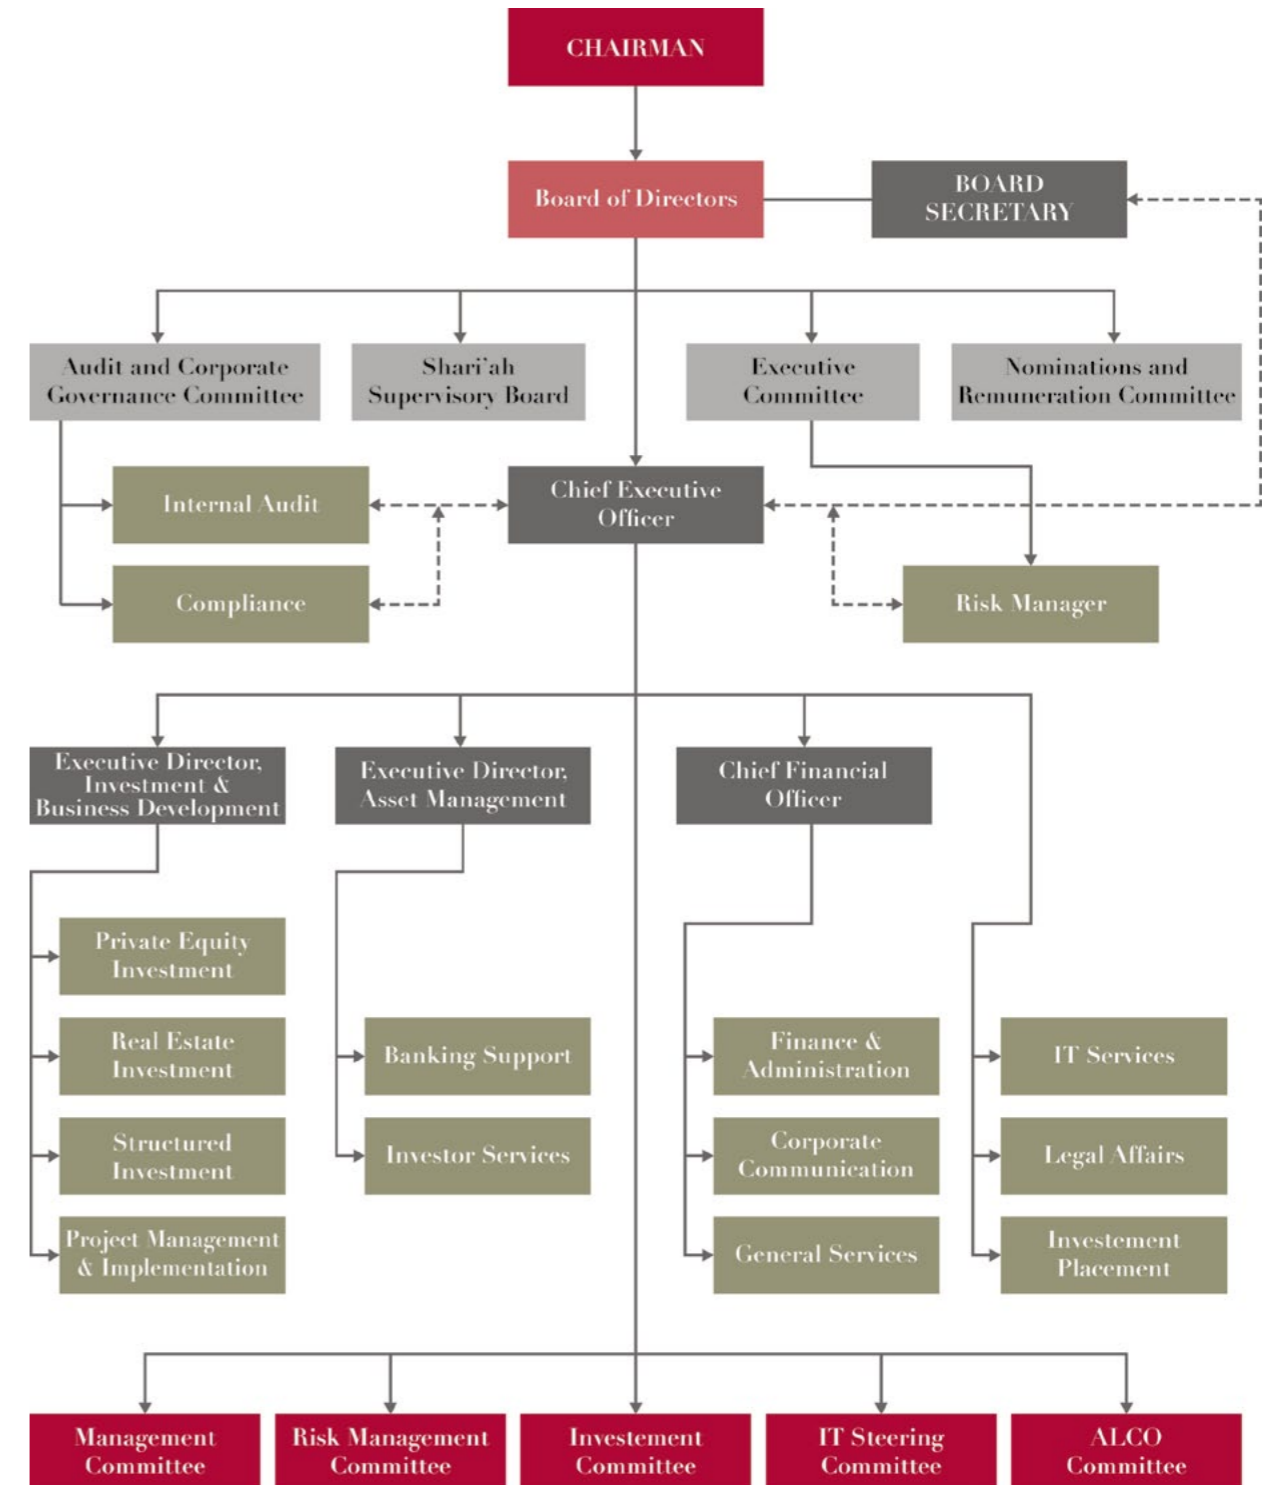 CHAIRMAN
Board of Directors
BOARD
SECRETARY
Audit and Corporate
Governance Committee
Shari'ah
Supervisory Board
Executive
Committee
Nominations and
Remuneration Committee
Internal Audit
Chief Executive
Officer
Compliance
Risk Manager
Executive Director,
Investment &
Business Development
Executive Director,
Asset Management
Chief Financial
Officer
Private Equity
Investment
Real Estate
Investment
Structured
Investment
Project Management
& Implementation
Banking Support
Investor Services
Finance &
Administration
Corporate
Communication
General Services
IT Services
Legal Affairs
Investement
Placement
Management
Committee
Risk Management
Committee
Investement
Committee
IT Steering
Committee
ALCO
Committee